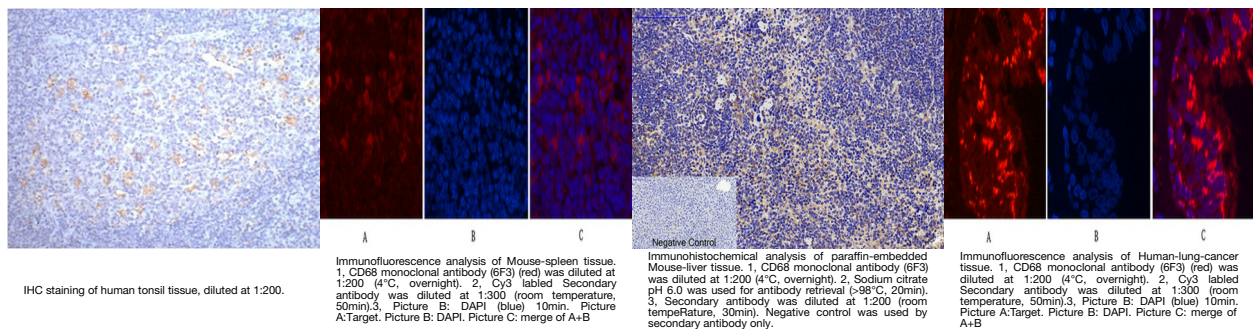 Negative Control
A
B
C
A
B
C
IHC staining of human tonsil tissue, diluted at 1:200.
Immunofluorescence analysis of Mouse-spleen tissue.
1, CD68 monoclonal antibody (6F3) (red) was diluted at
1:200 (4°C, overnight). 2, Cy3 labled Secondary
antibody was diluted at 1:300 (room temperature,
50min).3, Picture B: DAPI (blue) 10min. Picture
A:Target. Picture B: DAPI. Picture C: merge of A+B
Immunohistochemical analysis of paraffin-embedded
Mouse-liver tissue. 1, CD68 monoclonal antibody (6F3)
was diluted at 1:200 (4°C, overnight). 2, Sodium citrate
pH 6.0 was used for antibody retrieval (>98°C, 20min).
3, Secondary antibody was diluted at 1:200 (room
tempeRature, 30min). Negative control was used by
secondary antibody only.
Immunofluorescence analysis of Human-lung-cancer
tissue. 1, CD68 monoclonal antibody (6F3) (red) was
diluted at 1:200 (4°C, overnight). 2, Cy3 labled
Secondary antibody was diluted at 1:300 (room
temperature, 50min).3, Picture B: DAPI (blue) 10min.
Picture A:Target. Picture B: DAPI. Picture C: merge of
A+B